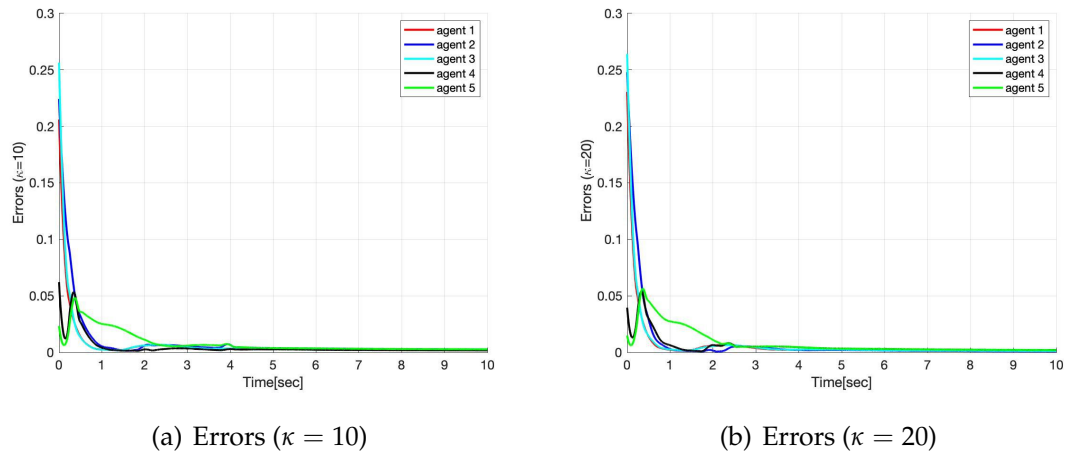 0.3
0.25
0.2
0.15
0.1
0.05
0
Errors (κ=10)
agent 1
agent 2
agent 3
agent 4
agent 5
0 1 2 3 4 5 6 7 8 9 10
Time[sec]
(a) Errors (κ = 10)
0.3
0.25
0.2
0.15
0.1
0.05
0
Errors (κ=20)
agent 1
agent 2
agent 3
agent 4
agent 5
0 1 2 3 4 5 6 7 8 9 10
Time[sec]
(b) Errors (κ = 20)